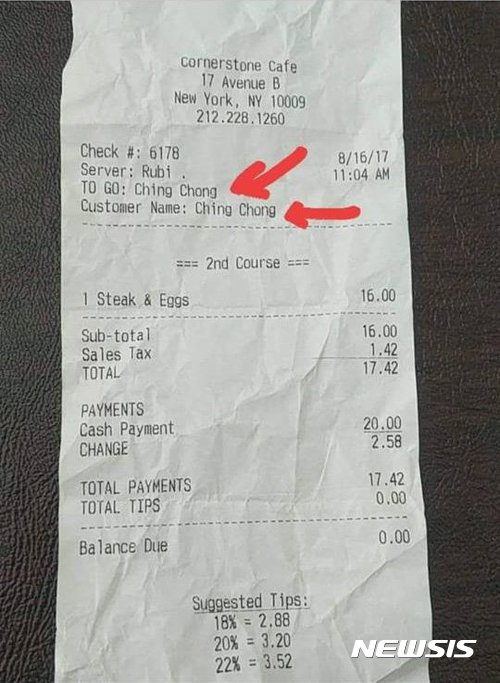 cornerstone Cafe
17 Avenue B
New York, NY 10009
212.228.1260
Check #: 6178 8/16/17
Server: Rubi . 11:04 AM
TO GO: Ching Chong
Customer Name: Ching Chong
=== 2nd Course ===
1 Steak & Eggs 16.00
Sub-total 16.00
Sales Tax 1.42
TOTAL 17.42
PAYMENTS
Cash Payment 20.00
CHANGE 2.58
TOTAL PAYMENTS 17.42
TOTAL TIPS 0.00
Balance Due 0.00
Suggested Tips:
18% = 2.88
20% = 3.20
22% = 3.52
NEWSIS